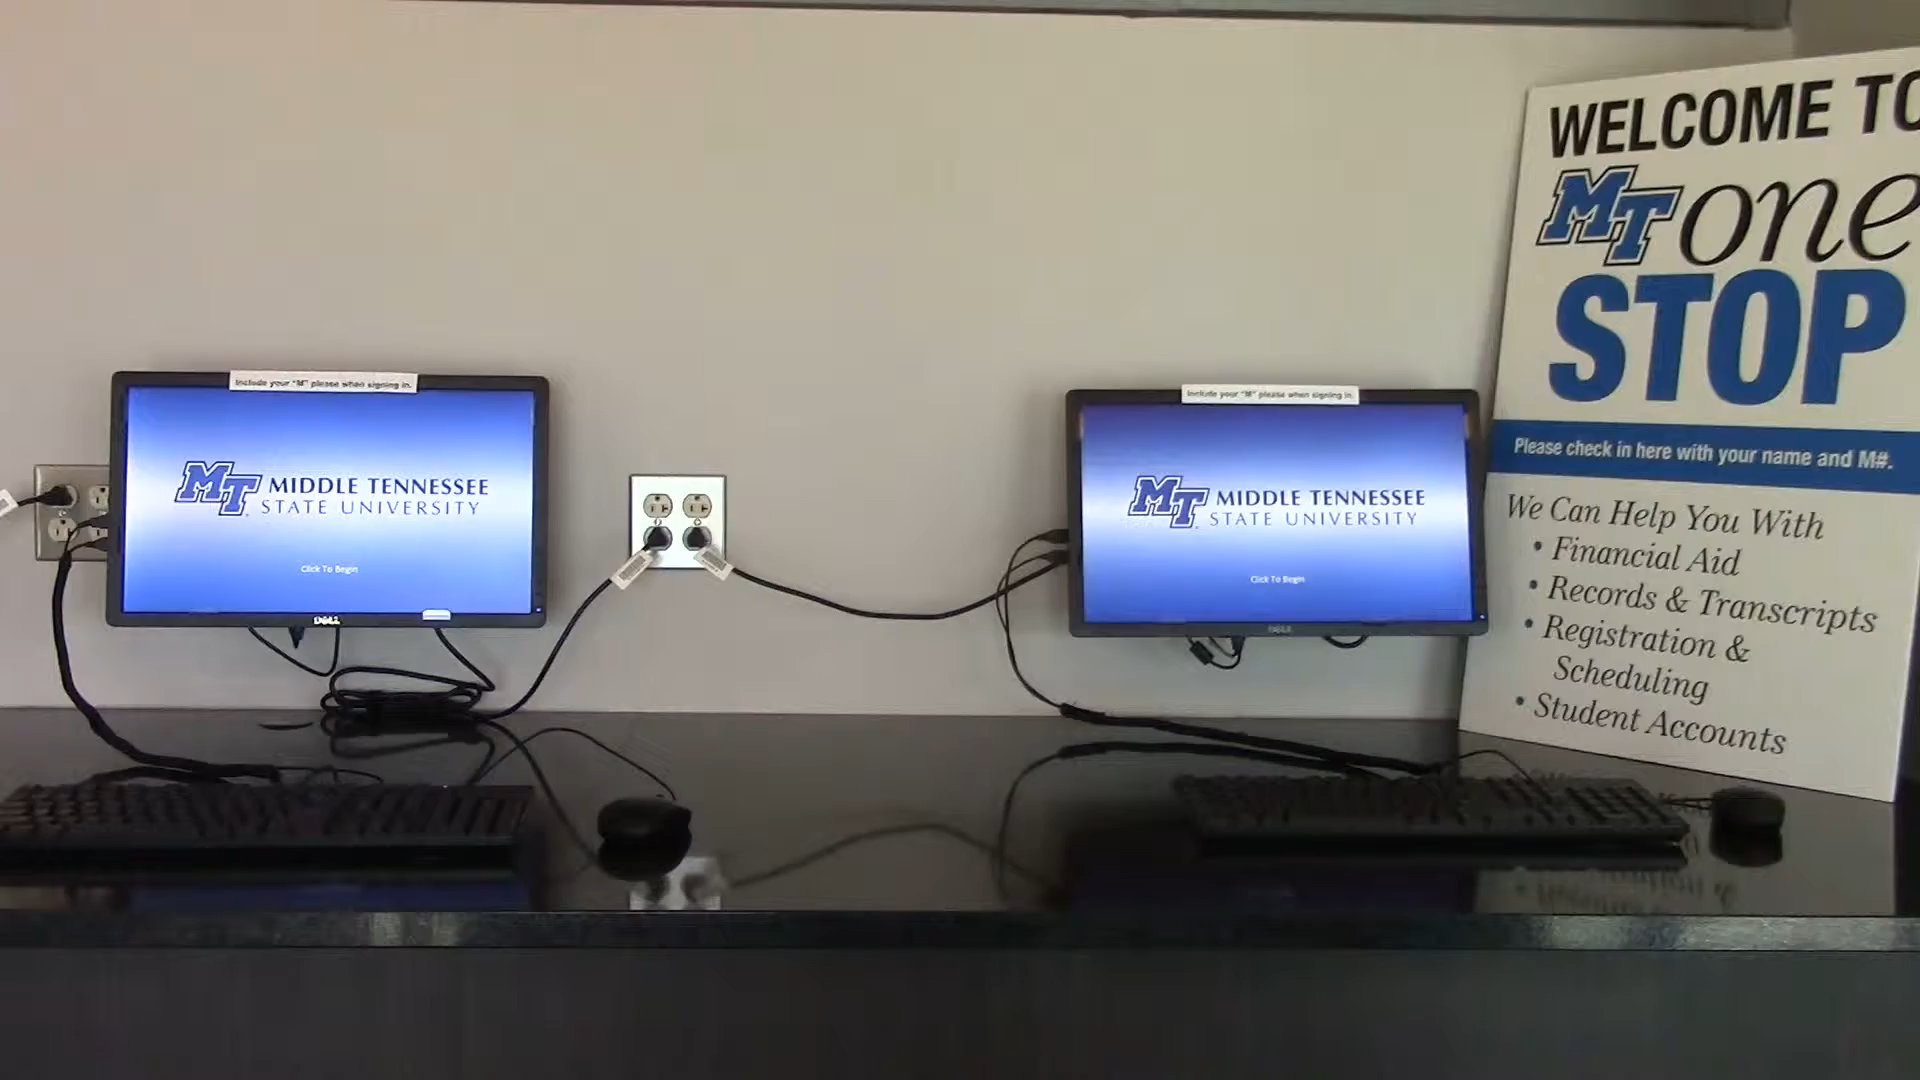 Include your "M" please when signing in.
MT MIDDLE TENNESSEE
STATE UNIVERSITY
Click To Begin
DELL
Include your "M" please when signing in.
MT MIDDLE TENNESSEE
STATE UNIVERSITY
Click To Begin
DELL
WELCOME TO
MT one
STOP
Please check in here with your name and M#.
We Can Help You With
• Financial Aid
• Records & Transcripts
• Registration &
Scheduling
• Student Accounts